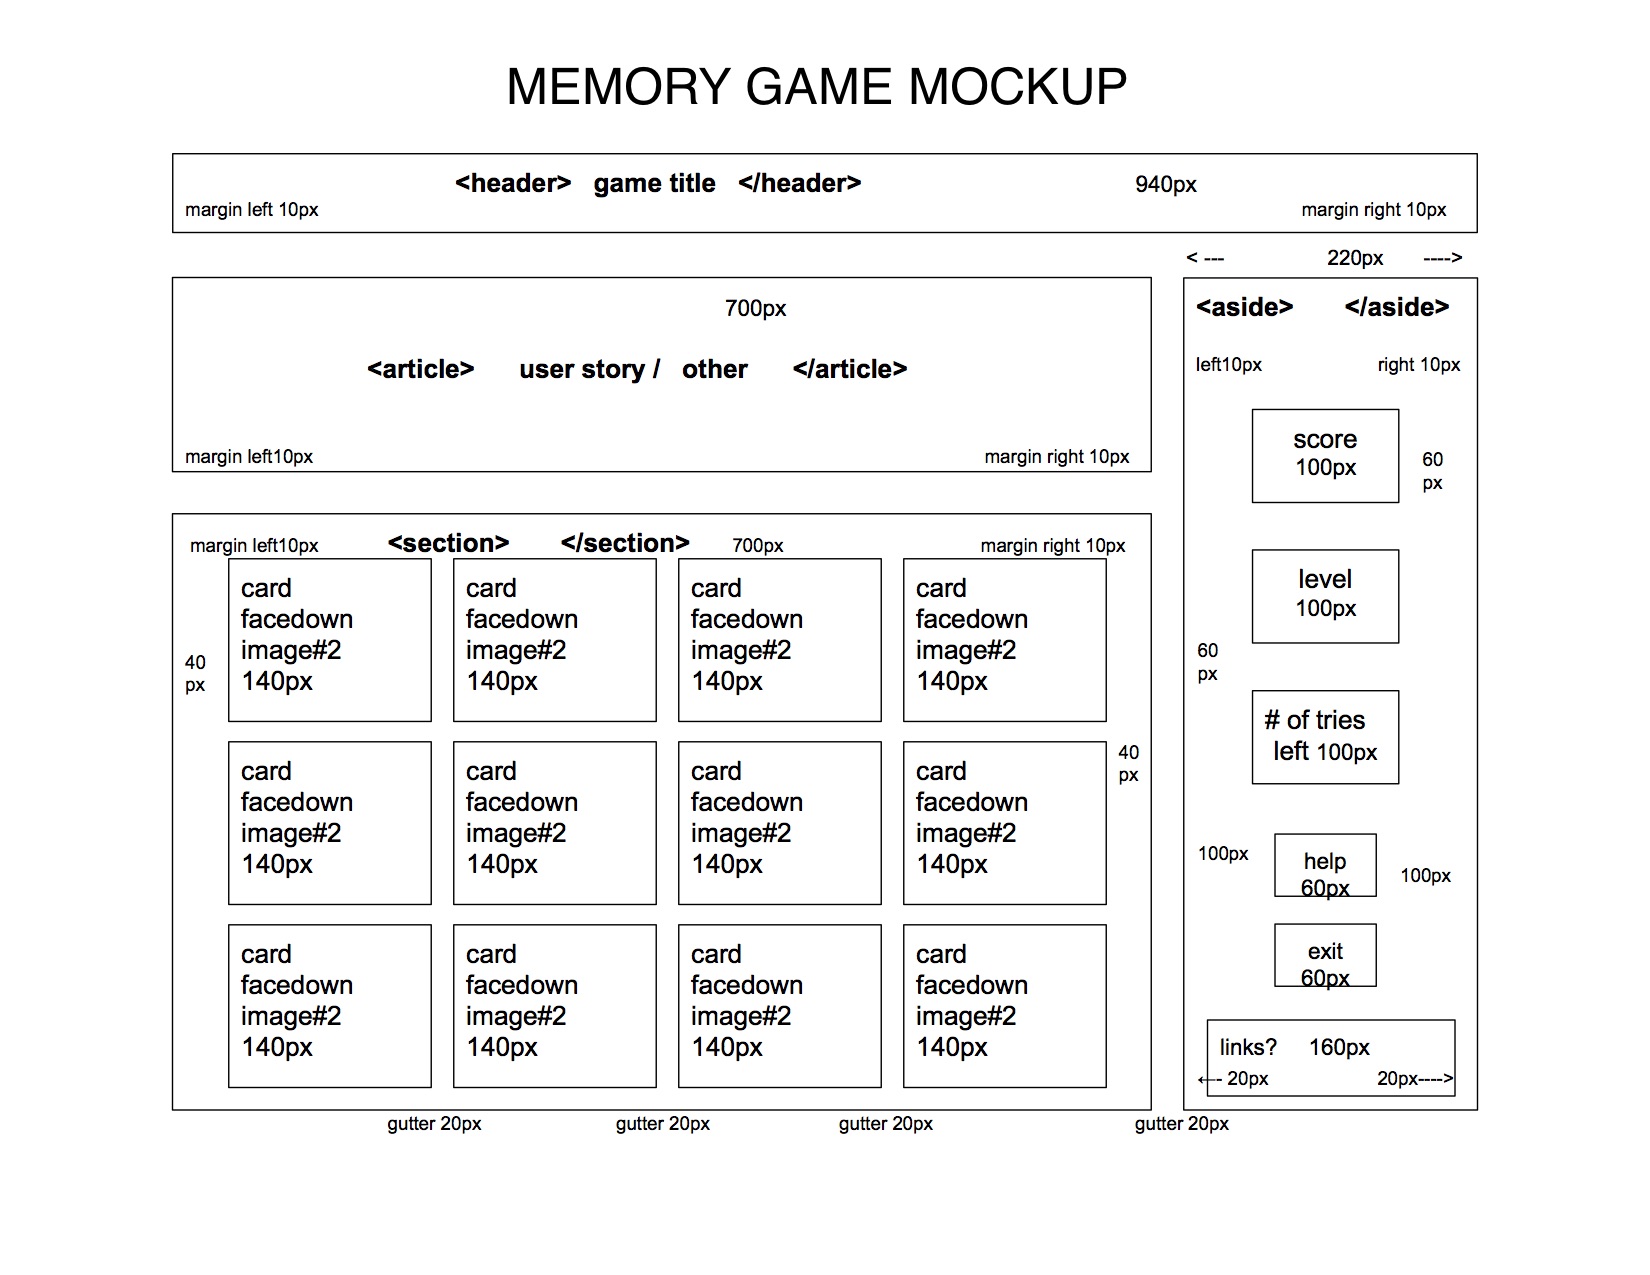 MEMORY GAME MOCKUP
<header> game title </header> 940px
margin left 10px margin right 10px
< --- 220px ---->
700px
<article> user story / other </article>
margin left10px margin right 10px
<aside> </aside>
left10px right 10px
score
100px
60
px
level
100px
60
px
# of tries
left 100px
100px
help
60px
100px
exit
60px
links? 160px
<-- 20px 20px---->
margin left10px <section> </section> 700px margin right 10px
card
facedown
image#2
140px
card
facedown
image#2
140px
card
facedown
image#2
140px
card
facedown
image#2
140px
40
px
card
facedown
image#2
140px
card
facedown
image#2
140px
card
facedown
image#2
140px
card
facedown
image#2
140px
40
px
card
facedown
image#2
140px
card
facedown
image#2
140px
card
facedown
image#2
140px
card
facedown
image#2
140px
gutter 20px gutter 20px gutter 20px gutter 20px